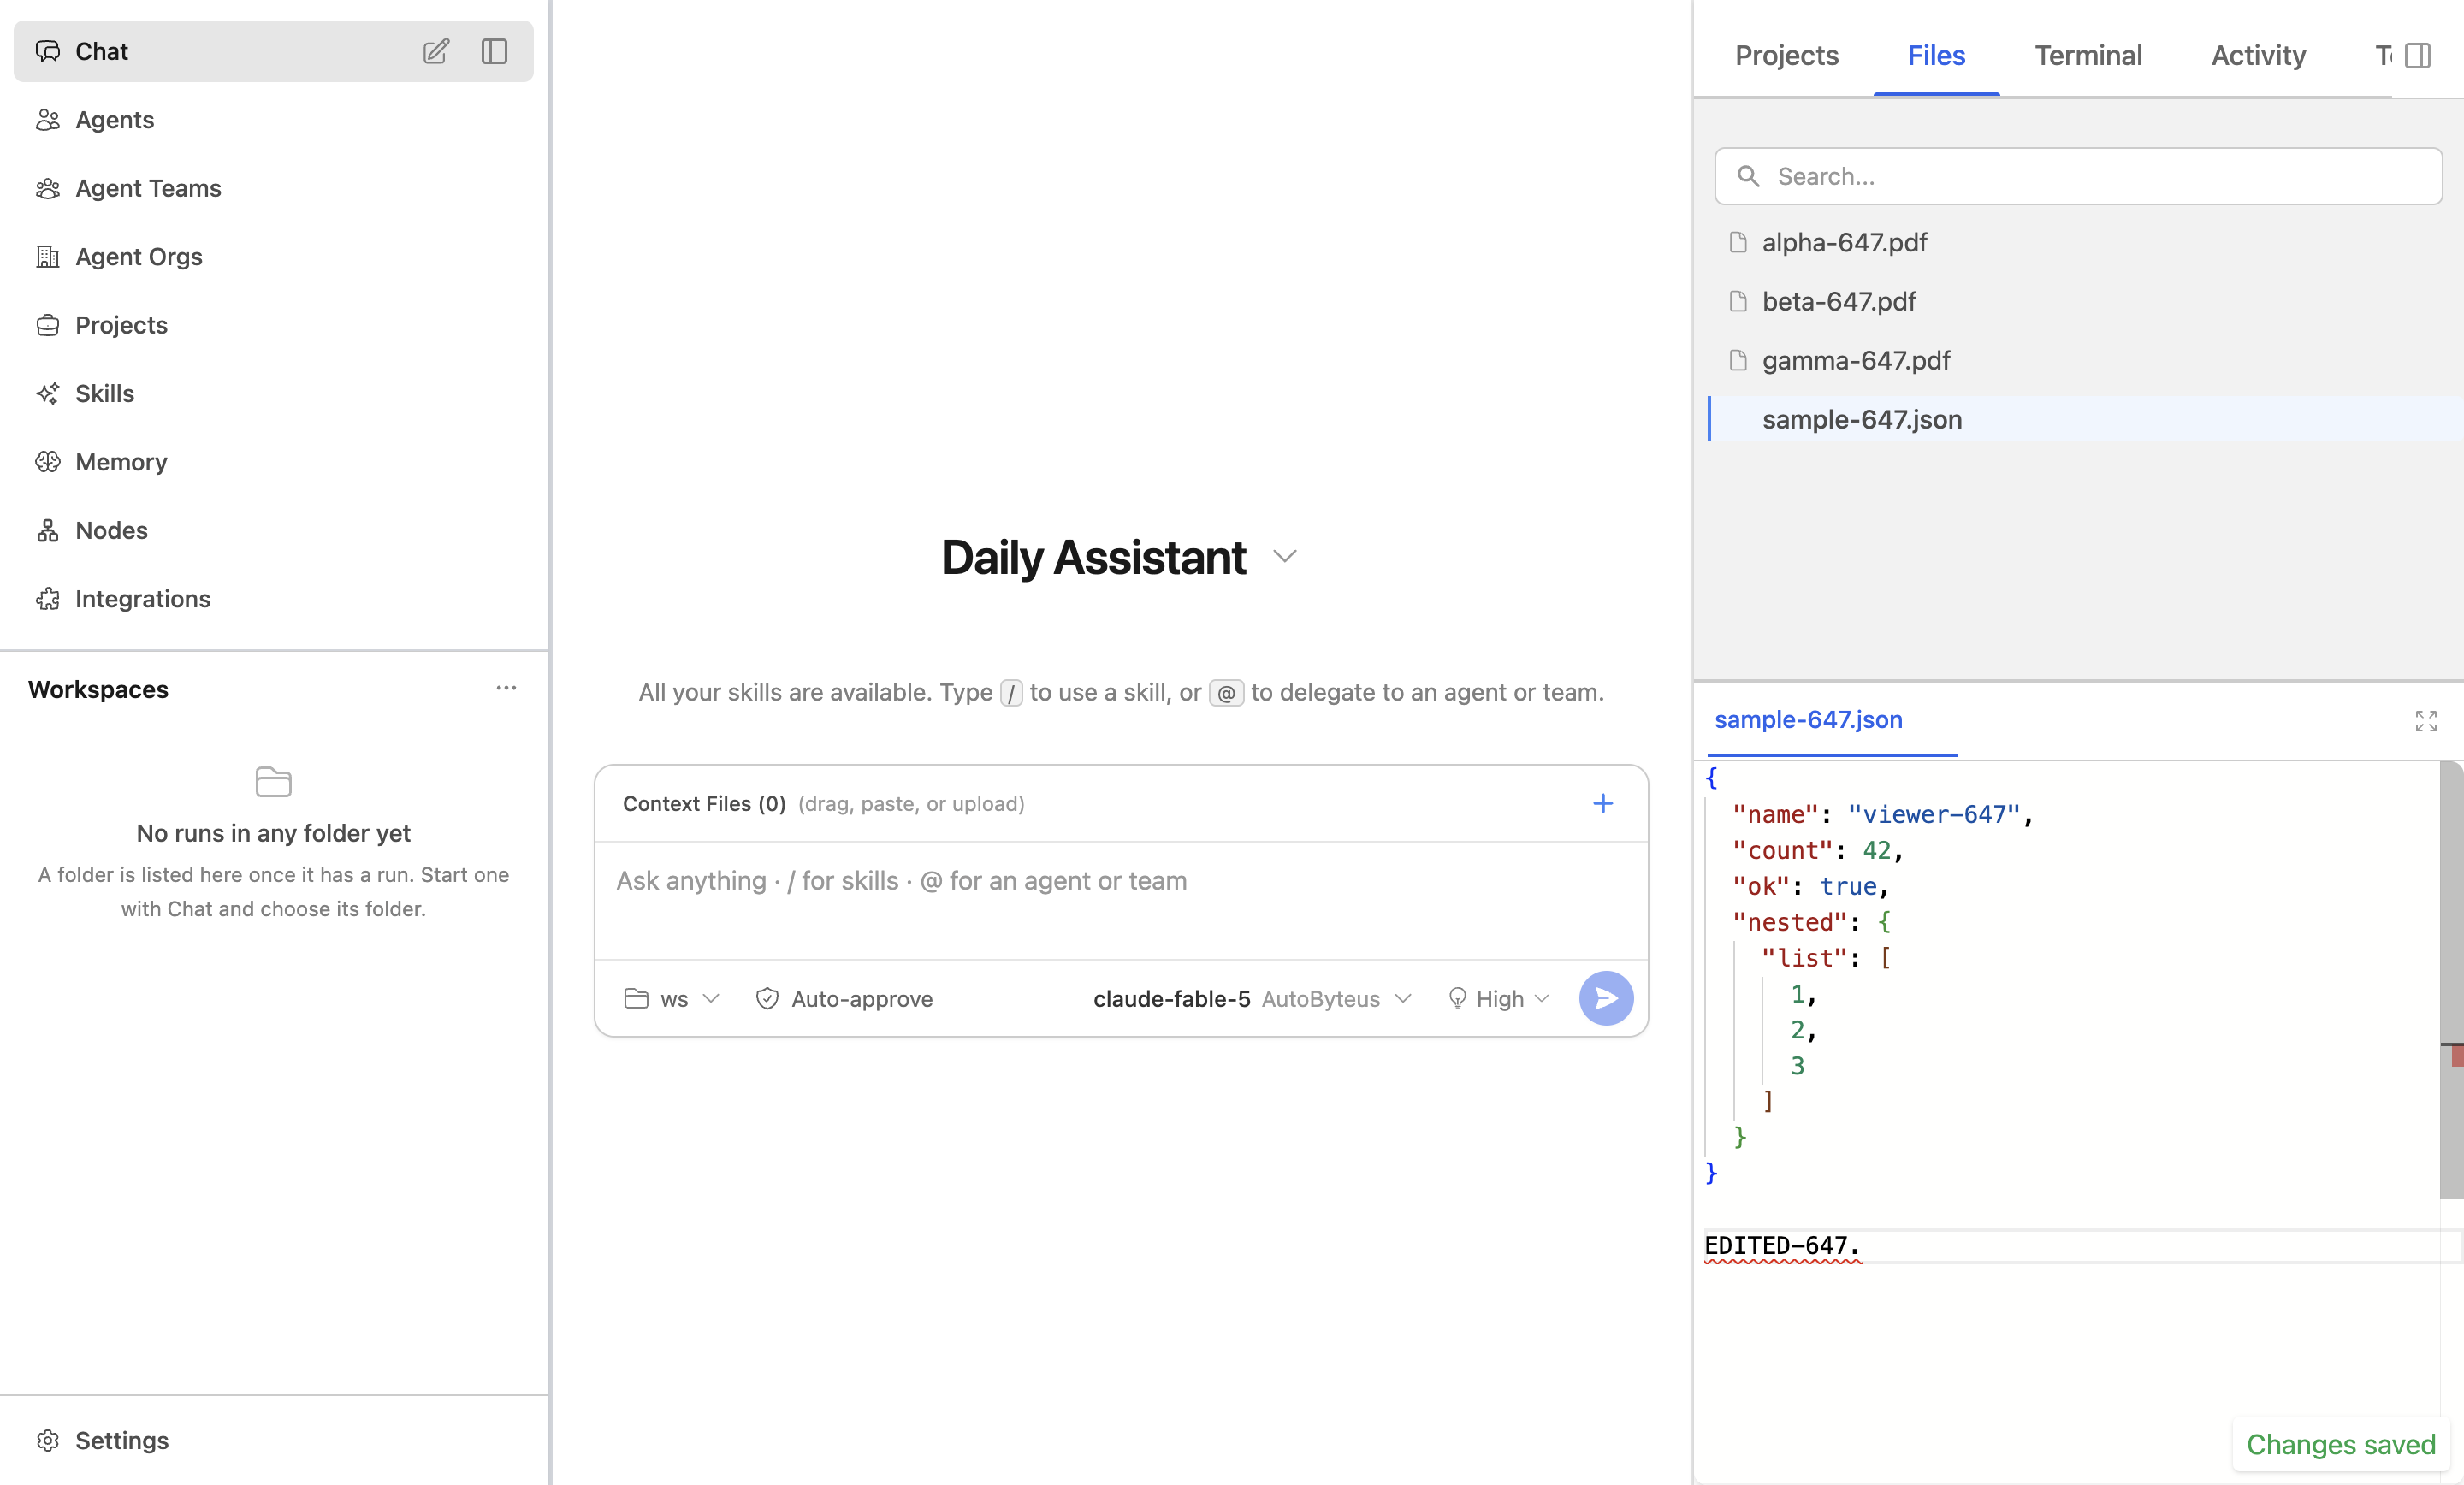 Chat
Agents
Agent Teams
Agent Orgs
Projects
Skills
Memory
Nodes
Integrations
Workspaces
No runs in any folder yet
A folder is listed here once it has a run. Start one
with Chat and choose its folder.
Settings
Daily Assistant
All your skills are available. Type / to use a skill, or @ to delegate to an agent or team.
Context Files (0) (drag, paste, or upload)
Ask anything · / for skills · @ for an agent or team
ws Auto-approve claude-fable-5 AutoByteus High
Projects Files Terminal Activity
Search...
alpha-647.pdf
beta-647.pdf
gamma-647.pdf
sample-647.json
sample-647.json
{
  "name": "viewer-647",
  "count": 42,
  "ok": true,
  "nested": {
    "list": [
      1,
      2,
      3
    ]
  }
}
EDITED-647.
Changes saved